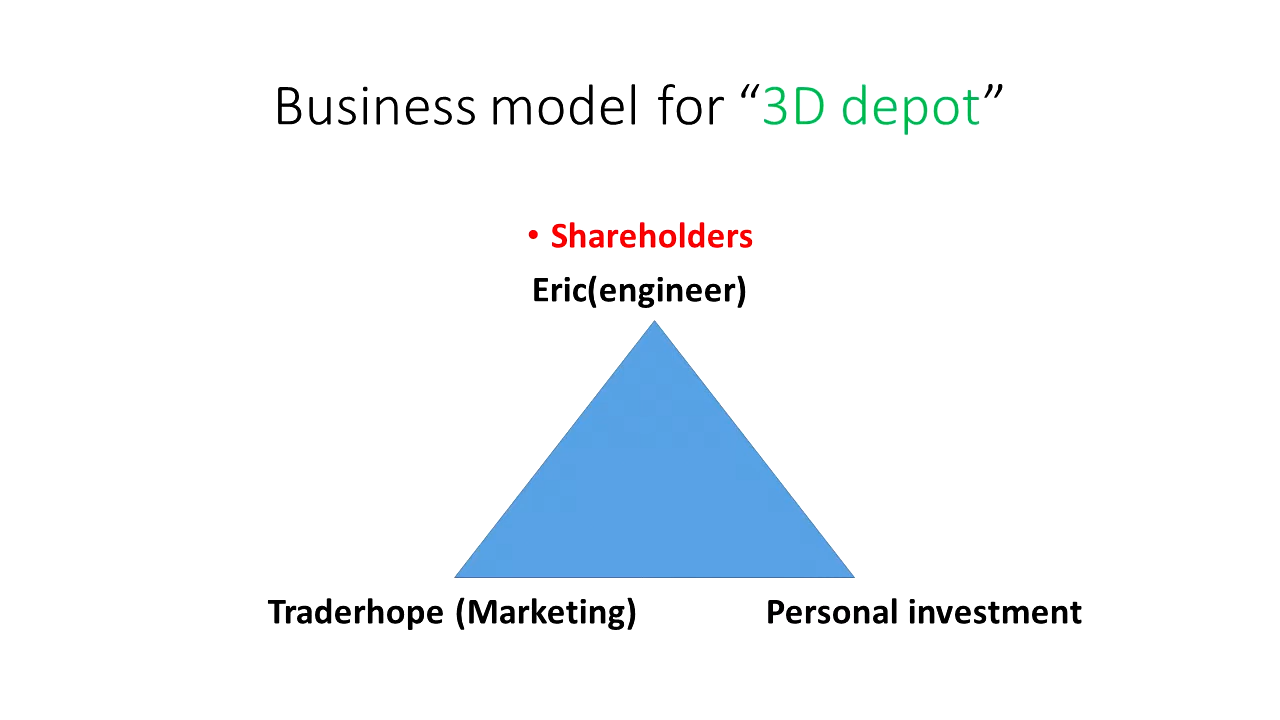 Business model for “3D depot”
• Shareholders
Eric(engineer)
Traderhope (Marketing)
Personal investment